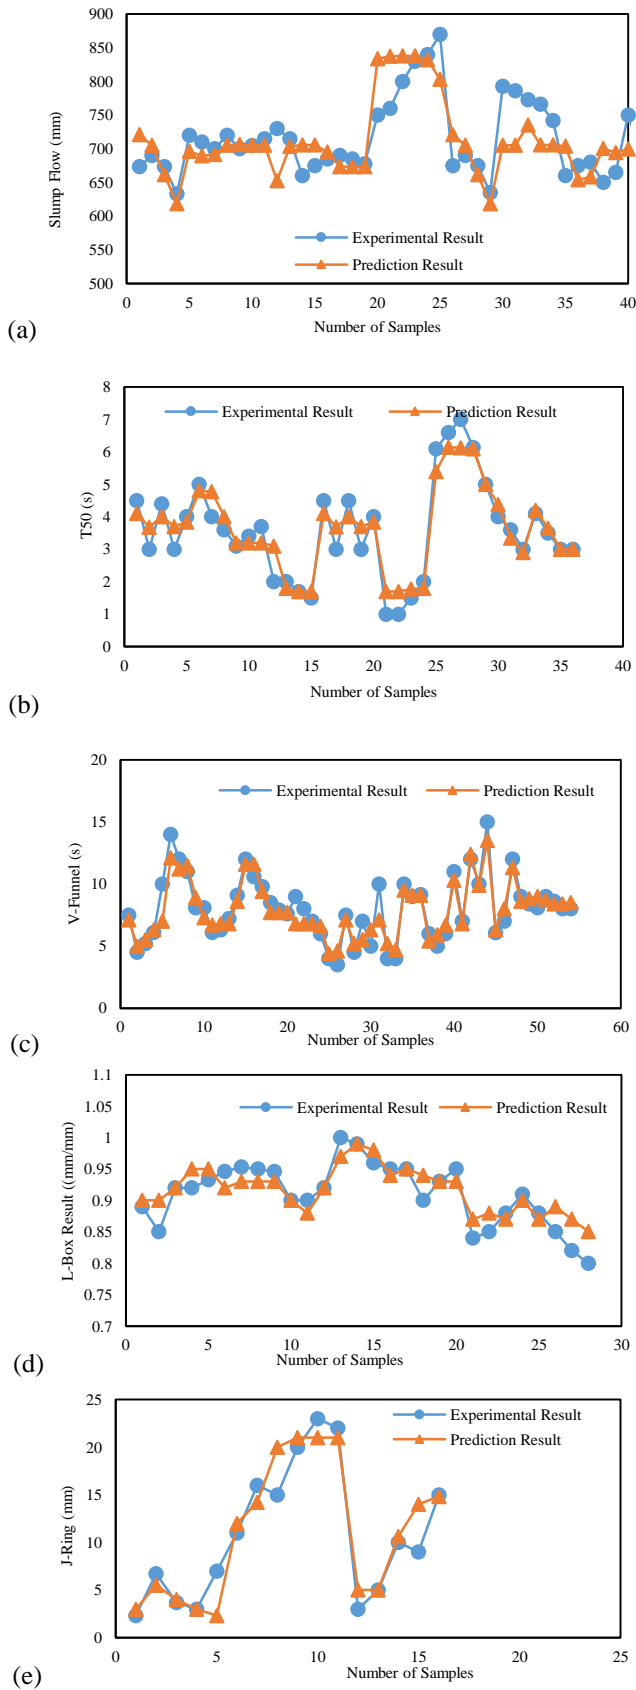 900
850
800
750
700
650
600
550
500
Slump Flow (mm)
Experimental Result
Prediction Result
0 5 10 15 20 25 30 35 40
Number of Samples
(a)
8
7
6
5
4
3
2
1
0
T50 (s)
Experimental Result Prediction Result
0 5 10 15 20 25 30 35 40
Number of Samples
(b)
20
15
10
5
0
V-Funnel (s)
Experimental Result Prediction Result
0 10 20 30 40 50 60
Number of Samples
(c)
1.1
1.05
1
0.95
0.9
0.85
0.8
0.75
0.7
L-Box Result ((mm/mm)
Experimental Result Prediction Result
0 5 10 15 20 25 30
Number of Samples
(d)
25
20
15
10
5
0
J-Ring (mm)
Experimental Result
Prediction Result
0 5 10 15 20 25
Number of Samples
(e)